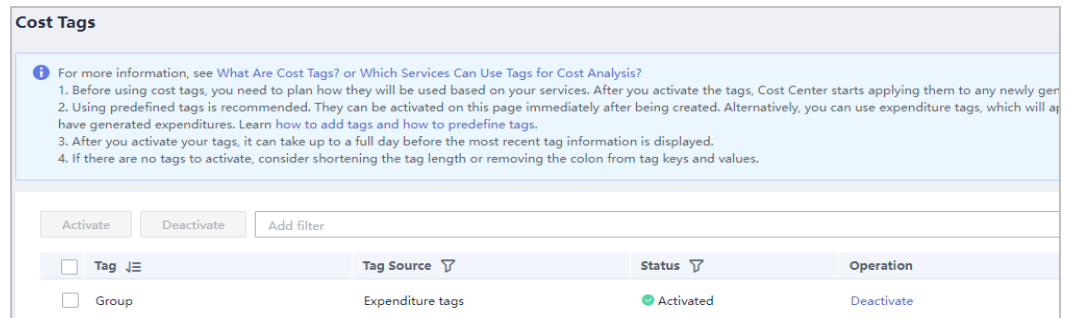 Cost Tags
For more information, see What Are Cost Tags? or Which Services Can Use Tags for Cost Analysis?
1. Before using cost tags, you need to plan how they will be used based on your services. After you activate the tags, Cost Center starts applying them to any newly gen
2. Using predefined tags is recommended. They can be activated on this page immediately after being created. Alternatively, you can use expenditure tags, which will ap
have generated expenditures. Learn how to add tags and how to predefine tags.
3. After you activate your tags, it can take up to a full day before the most recent tag information is displayed.
4. If there are no tags to activate, consider shortening the tag length or removing the colon from tag keys and values.
Activate Deactivate Add filter
Tag Tag Source Status Operation
Group Expenditure tags Activated Deactivate